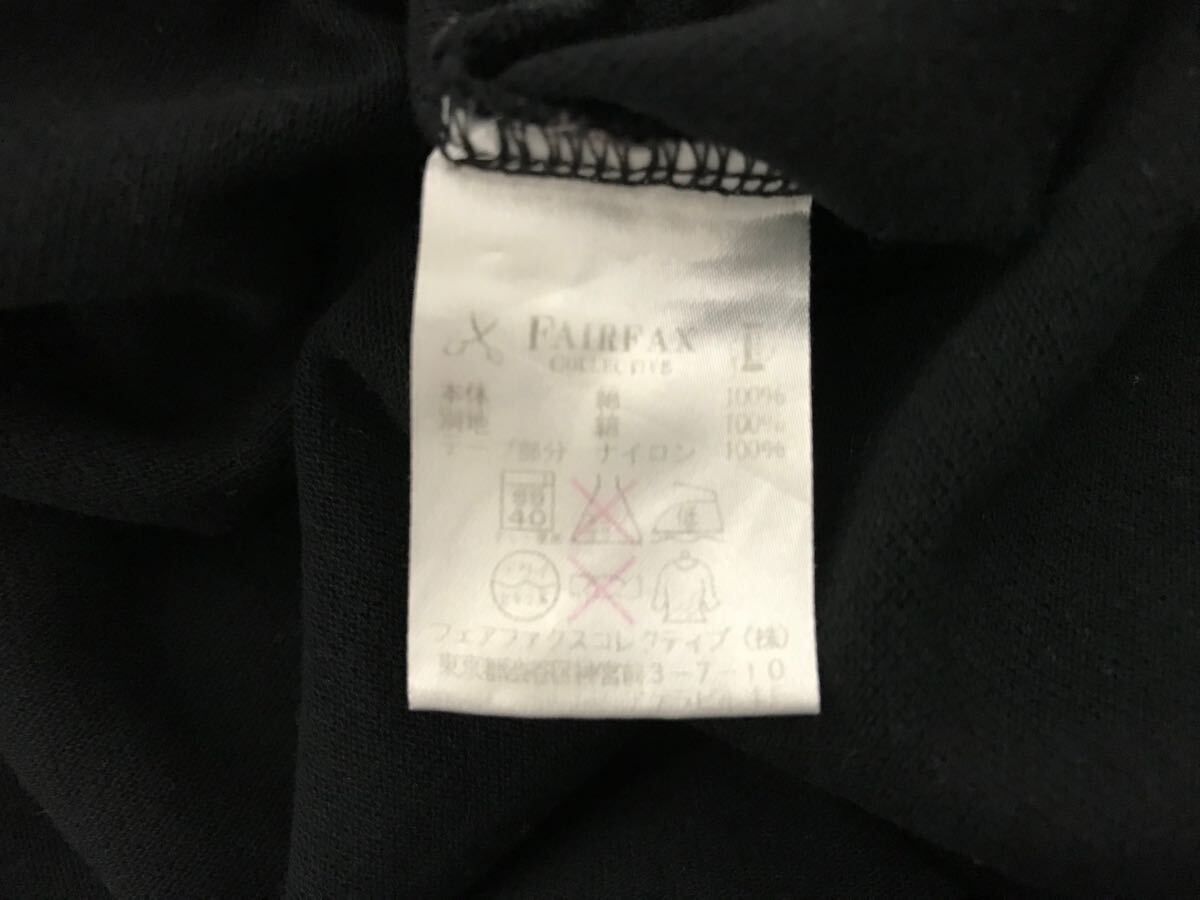 FAIRFAX L
COLLECTIVE
本体 綿 100%
別地 綿 100%
テープ部分 ナイロン 100%
40 低
フェアファクスコレクティブ(株)
東京都渋谷区神宮前3-7-10